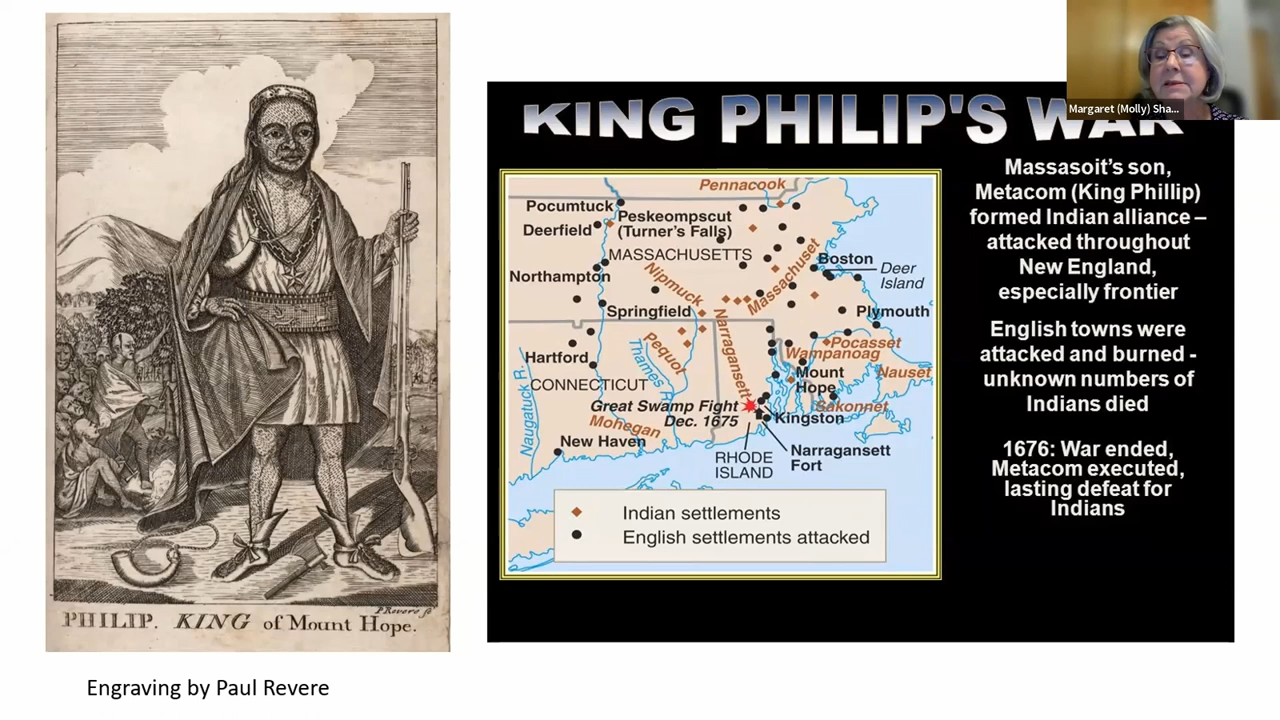 P Revere sc
PHILIP. KING of Mount Hope.
Engraving by Paul Revere
KING PHILIP'S WAR
Pennacook
Pocumtuck
Peskeompscut
(Turner's Falls)
Deerfield
MASSACHUSETTS
Northampton
Nipmuck
Massachuset
Boston
Deer
Island
Springfield
Plymouth
Hartford
Pequot
Narragansett
Pocasset
Wampanoag
Nauset
Thames R.
CONNECTICUT
Mount
Hope
Naugatuck R.
Great Swamp Fight
Dec. 1675
Sakonnet
Kingston
Mohegan
New Haven
RHODE
ISLAND
Narragansett
Fort
Indian settlements
English settlements attacked
Massasoit's son,
Metacom (King Phillip)
formed Indian alliance –
attacked throughout
New England,
especially frontier
English towns were
attacked and burned -
unknown numbers of
Indians died
1676: War ended,
Metacom executed,
lasting defeat for
Indians
Margaret (Molly) Sha...